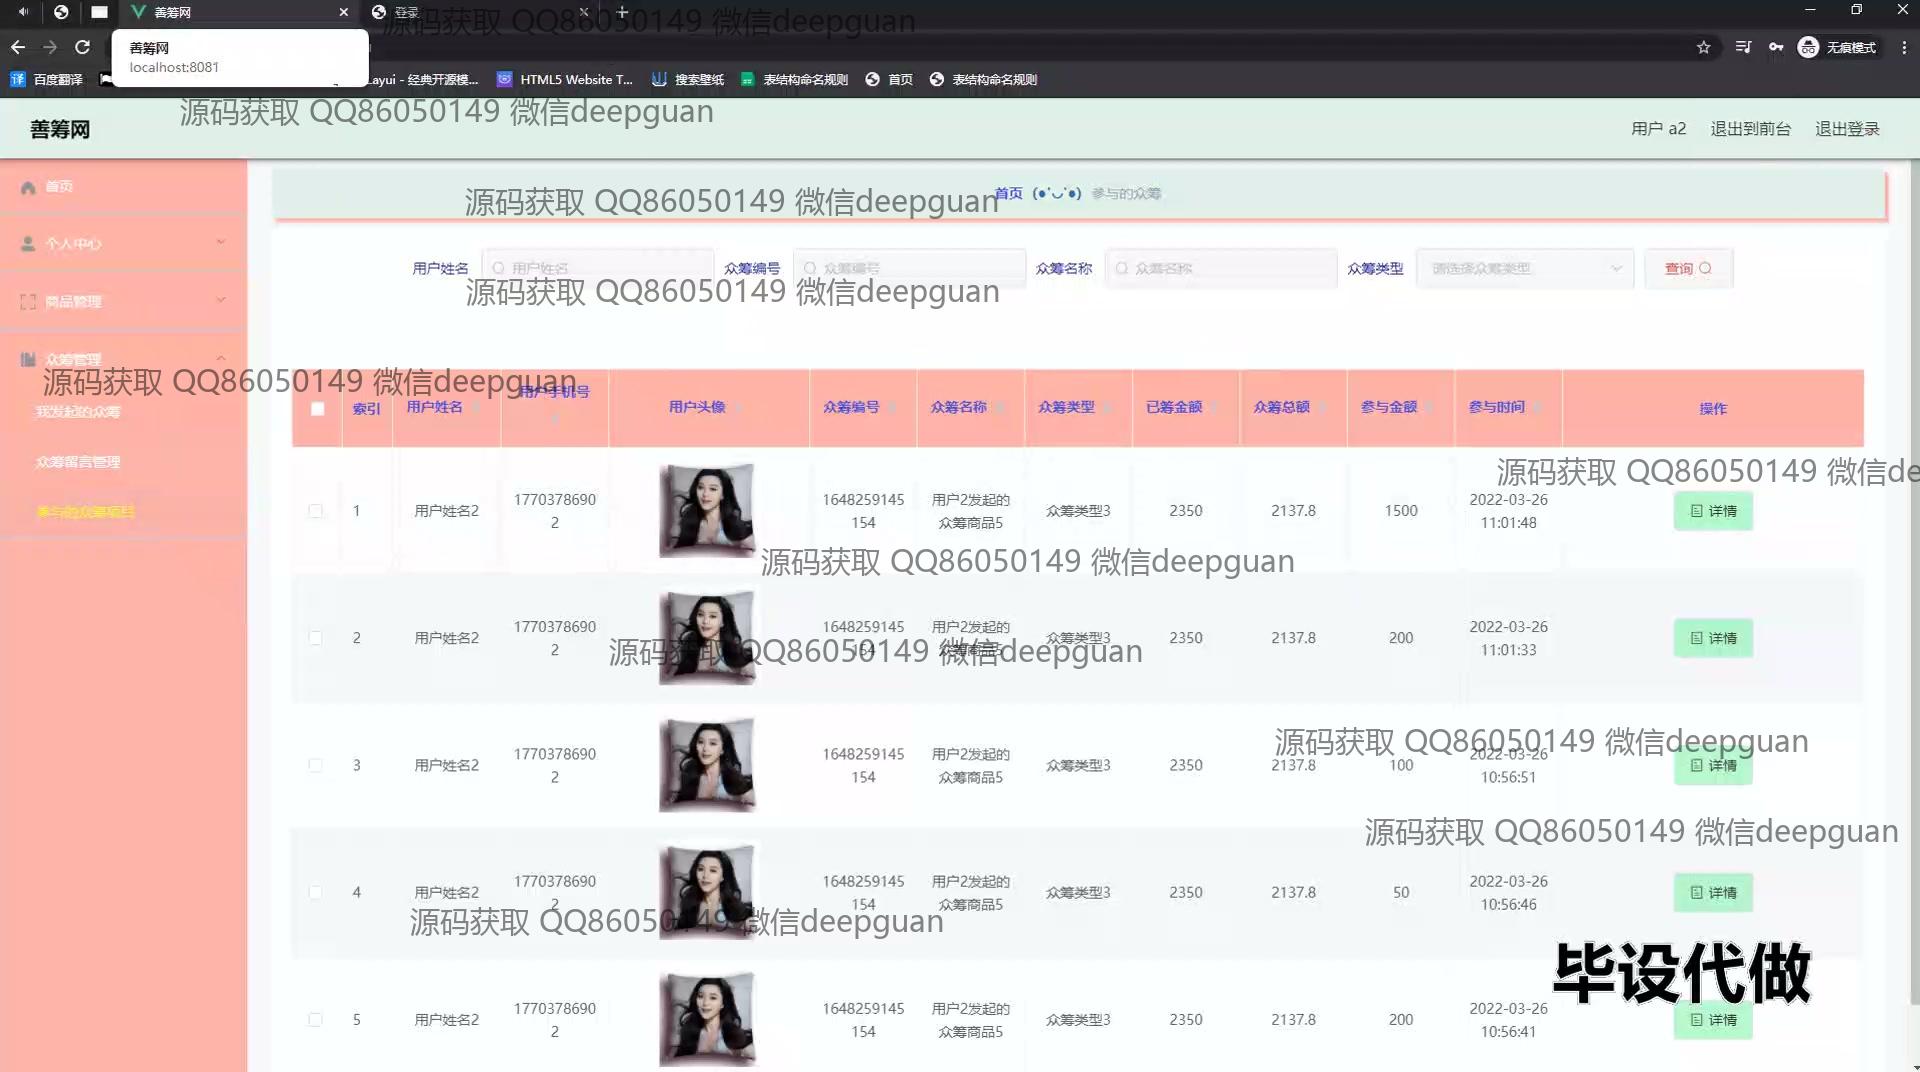 善筹网
登录
善筹网
localhost:8081
无痕模式
百度翻译
ayui - 经典开源模...
HTML5 Website T...
搜索壁纸
表结构命名规则
首页
表结构命名规则
善筹网
用户 a2
退出到前台
退出登录
首页
个人中心
商品管理
众筹管理
我发起的众筹
众筹留言管理
参与的众筹项目
首页 (●'◡'●) 参与的众筹
用户姓名 用户姓名
众筹编号 众筹编号
众筹名称 众筹名称
众筹类型 请选择众筹类型
查询
索引 用户姓名 用户手机号 用户头像 众筹编号 众筹名称 众筹类型 已筹金额 众筹总额 参与金额 参与时间 操作
1 用户姓名2 1770378690 2 1648259145 154 用户2发起的 众筹商品5 众筹类型3 2350 2137.8 1500 2022-03-26 11:01:48 详情
2 用户姓名2 1770378690 2 1648259145 154 用户2发起的 众筹商品5 众筹类型3 2350 2137.8 200 2022-03-26 11:01:33 详情
3 用户姓名2 1770378690 2 1648259145 154 用户2发起的 众筹商品5 众筹类型3 2350 2137.8 100 2022-03-26 10:56:51 详情
4 用户姓名2 1770378690 2 1648259145 154 用户2发起的 众筹商品5 众筹类型3 2350 2137.8 50 2022-03-26 10:56:46 详情
5 用户姓名2 1770378690 2 1648259145 154 用户2发起的 众筹商品5 众筹类型3 2350 2137.8 200 2022-03-26 10:56:41 详情
源码获取 QQ86050149 微信deepguan
源码获取 QQ86050149 微信deepguan
源码获取 QQ86050149 微信deepguan
源码获取 QQ86050149 微信deepguan
源码获取 QQ86050149 微信deepguan
源码获取 QQ86050149 微信de
源码获取 QQ86050149 微信deepguan
源码获取 QQ86050149 微信deepguan
源码获取 QQ86050149 微信deepguan
源码获取 QQ86050149 微信deepguan
源码获取 QQ86050149 微信deepguan
毕设代做